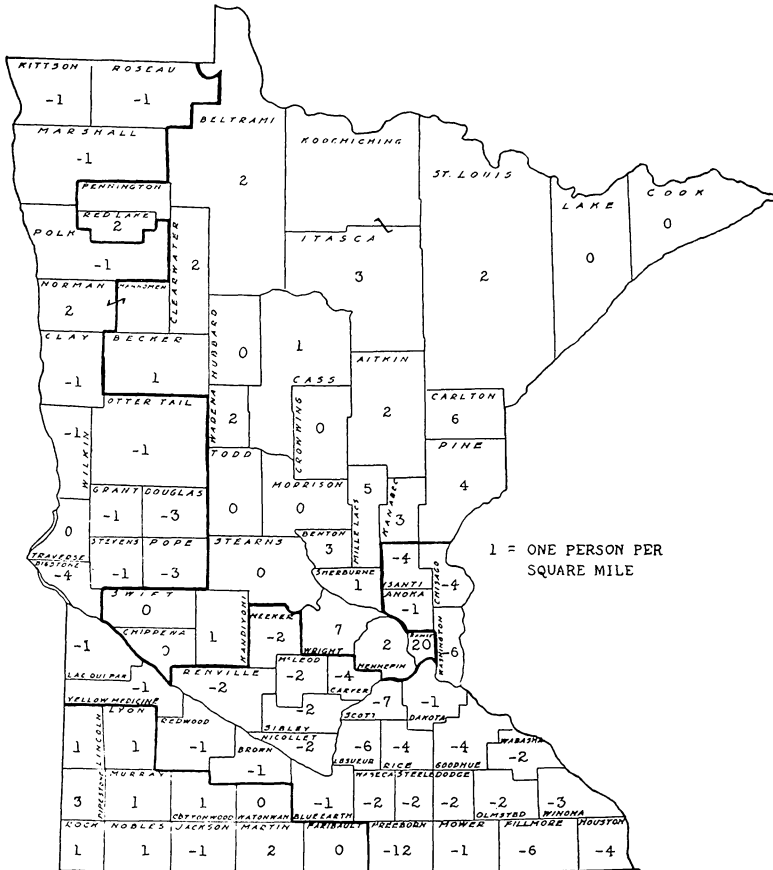 KITTSON
ROSEAU
-1
-1
BELTRAMI
KOOCHICHING
MARSHALL
-1
2
ST. LOUIS
COOK
LAKE
0
0
PENNINGTON
RED LAKE
2
POLK
-1
CLEARWATER
2
ITASCA
3
2
NORMAN
2
HUBBARD
0
1
CASS
CLAY
-1
BECKER
1
AITKIN
2
CARLTON
6
OTTER TAIL
-1
WILKIN
-1
WADENA
2
CROWWING
0
PINE
4
TODD
0
MORRISON
0
MILLE LACS
5
KANABEC
3
GRANT
-1
DOUGLAS
-3
0
TRAVERSE
STEVENS
-1
POPE
-3
STEARNS
0
BENTON
3
SHERBURNE
1
-4
ISANTI
CHISAGO
-4
1 = ONE PERSON PER
SQUARE MILE
BIGSTONE
-4
SWIFT
0
ANOKA
-1
CHIPPEWA
KANDIYOHI
1
MEEKER
-2
7
WRIGHT
2
HENNEPIN
20
WASHINGTON
-6
-1
LAC QUI PAR
-1
YELLOW MEDICINE
RENVILLE
-2
McLEOD
-2
-4
CARVER
-7
SCOTT
-1
DAKOTA
-2
SIBLEY
NICOLLET
-2
LINCOLN
1
LYON
1
REDWOOD
-1
BROWN
-1
-6
LESUEUR
-4
RICE
-4
GOODHUE
WABASHA
-2
PIPESTONE
3
MURRAY
1
1
COTTONWOOD
0
WATONWAN
-1
BLUE EARTH
WASECA
-2
STEELE
-2
DODGE
-2
-2
OLMSTED
-3
WINONA
ROCK
1
NOBLES
1
JACKSON
-1
MARTIN
2
FARIBAULT
0
FREEBORN
-12
MOWER
-1
FILLMORE
-6
HOUSTON
-4